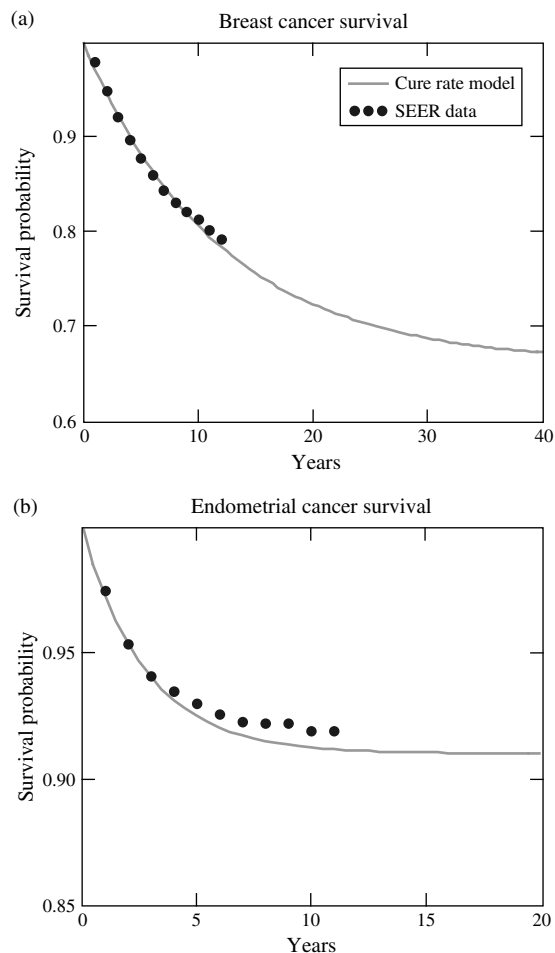 (a)
Breast cancer survival
Cure rate model
SEER data
0.9
0.8
0.7
0.6
Survival probability
0
10
20
30
40
Years
(b)
Endometrial cancer survival
0.95
0.90
0.85
Survival probability
0
5
10
15
20
Years